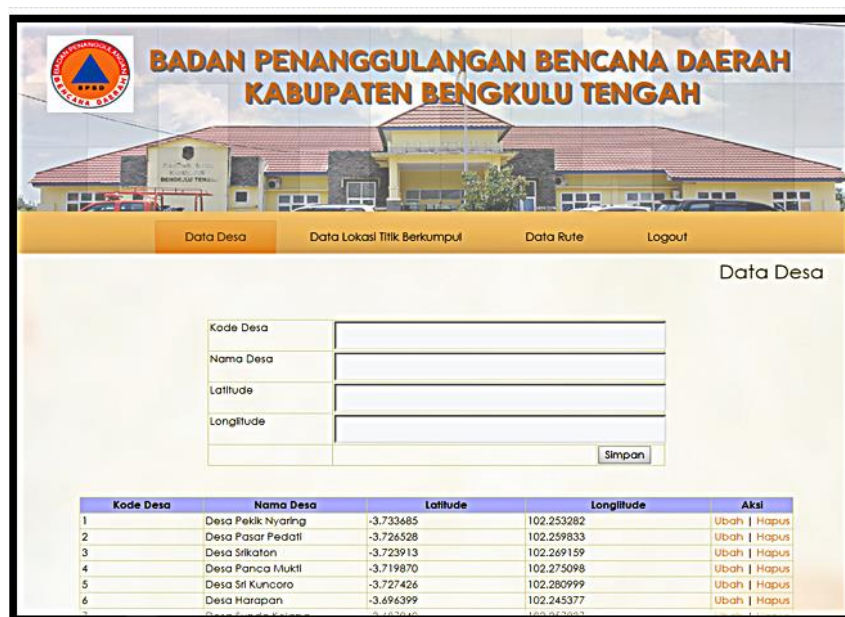 BADAN PENANGGULANGAN BENCANA DAERAH
KABUPATEN BENGKULU TENGAH
BPBD
Data Desa Data Lokasi Titik Berkumpul Data Rute Logout
Data Desa
Kode Desa
Nama Desa
Latitude
Longlitude
Simpan
Kode Desa Nama Desa Latitude Longlitude Aksi
1 Desa Pekik Nyaring -3.733685 102.253282 Ubah | Hapus
2 Desa Pasar Pedati -3.726528 102.259833 Ubah | Hapus
3 Desa Srikaton -3.723913 102.269159 Ubah | Hapus
4 Desa Panca Mukti -3.719870 102.275098 Ubah | Hapus
5 Desa Sri Kuncoro -3.727426 102.280999 Ubah | Hapus
6 Desa Harapan -3.696399 102.245377 Ubah | Hapus